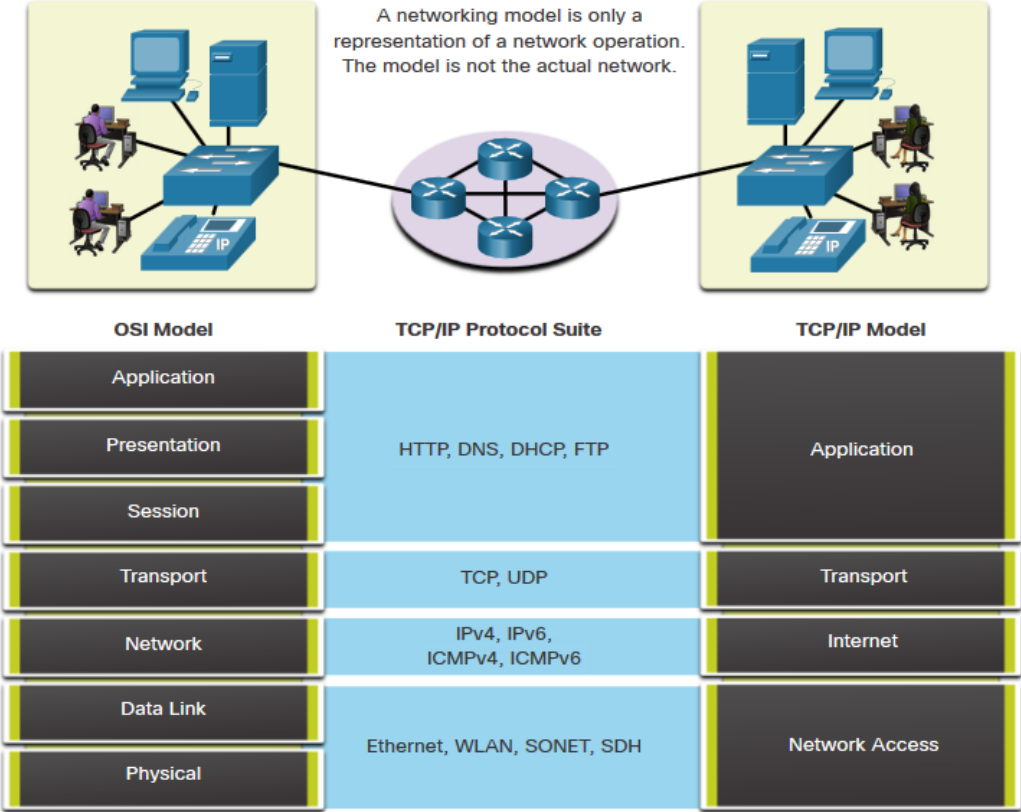 A networking model is only a
representation of a network operation.
The model is not the actual network.
IP
IP
OSI Model
TCP/IP Protocol Suite
TCP/IP Model
Application
Presentation
Session
Transport
Network
Data Link
Physical
HTTP, DNS, DHCP, FTP
TCP, UDP
IPv4, IPv6,
ICMPv4, ICMPv6
Ethernet, WLAN, SONET, SDH
Application
Transport
Internet
Network Access